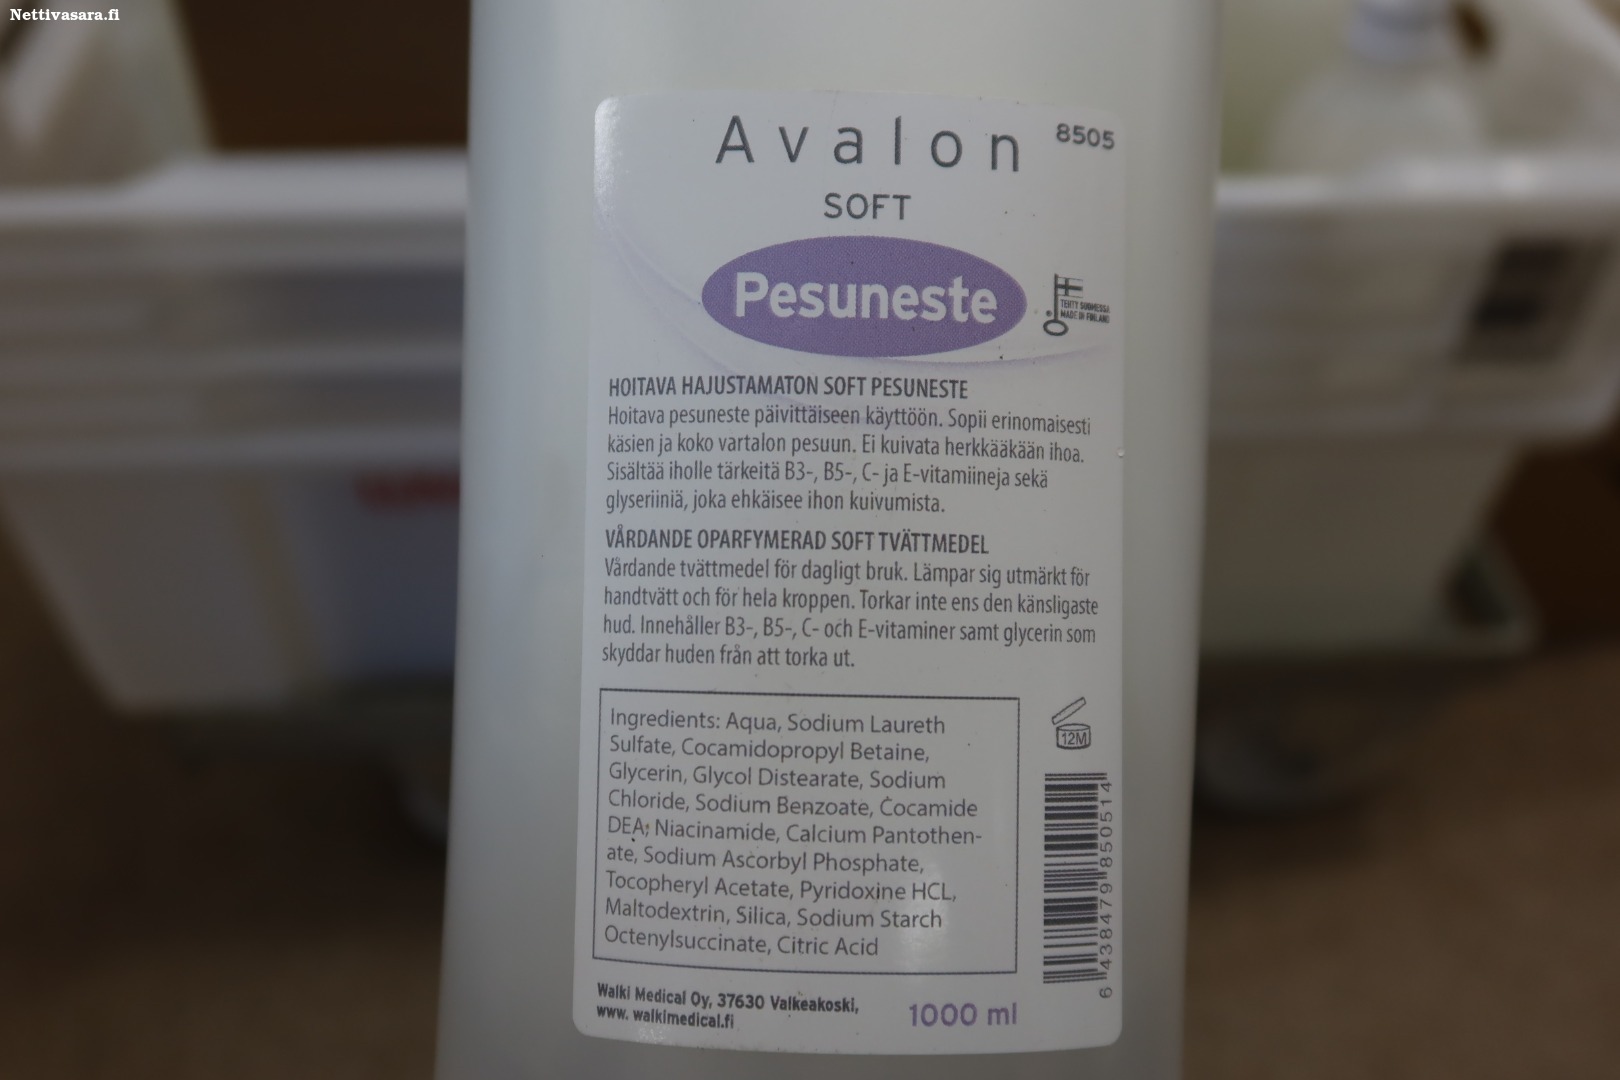 Nettivasara.fi
Avalon
8505
SOFT
Pesuneste
TEHTY SUOMESSA
MADE IN FINLAND
HOITAVA HAJUSTAMATON SOFT PESUNESTE
Hoitava pesuneste päivittäiseen käyttöön. Sopii erinomaisesti
käsien ja koko vartalon pesuun. Ei kuivata herkkääkään ihoa.
Sisältää iholle tärkeitä B3-, B5-, C- ja E-vitamiineja sekä
glyseriiniä, joka ehkäisee ihon kuivumista.
VÅRDANDE OPARFYMERAD SOFT TVÄTTMEDEL
Vårdande tvättmedel för dagligt bruk. Lämpar sig utmärkt för
handtvätt och för hela kroppen. Torkar inte ens den känsligaste
hud. Innehåller B3-, B5-, C- och E-vitaminer samt glycerin som
skyddar huden från att torka ut.
Ingredients: Aqua, Sodium Laureth
Sulfate, Cocamidopropyl Betaine,
Glycerin, Glycol Distearate, Sodium
Chloride, Sodium Benzoate, Cocamide
DEA, Niacinamide, Calcium Pantothen-
ate, Sodium Ascorbyl Phosphate,
Tocopheryl Acetate, Pyridoxine HCL,
Maltodextrin, Silica, Sodium Starch
Octenylsuccinate, Citric Acid
12M
6 438479 850514
Walki Medical Oy, 37630 Valkeakoski,
www. walkimedical.fi
1000 ml